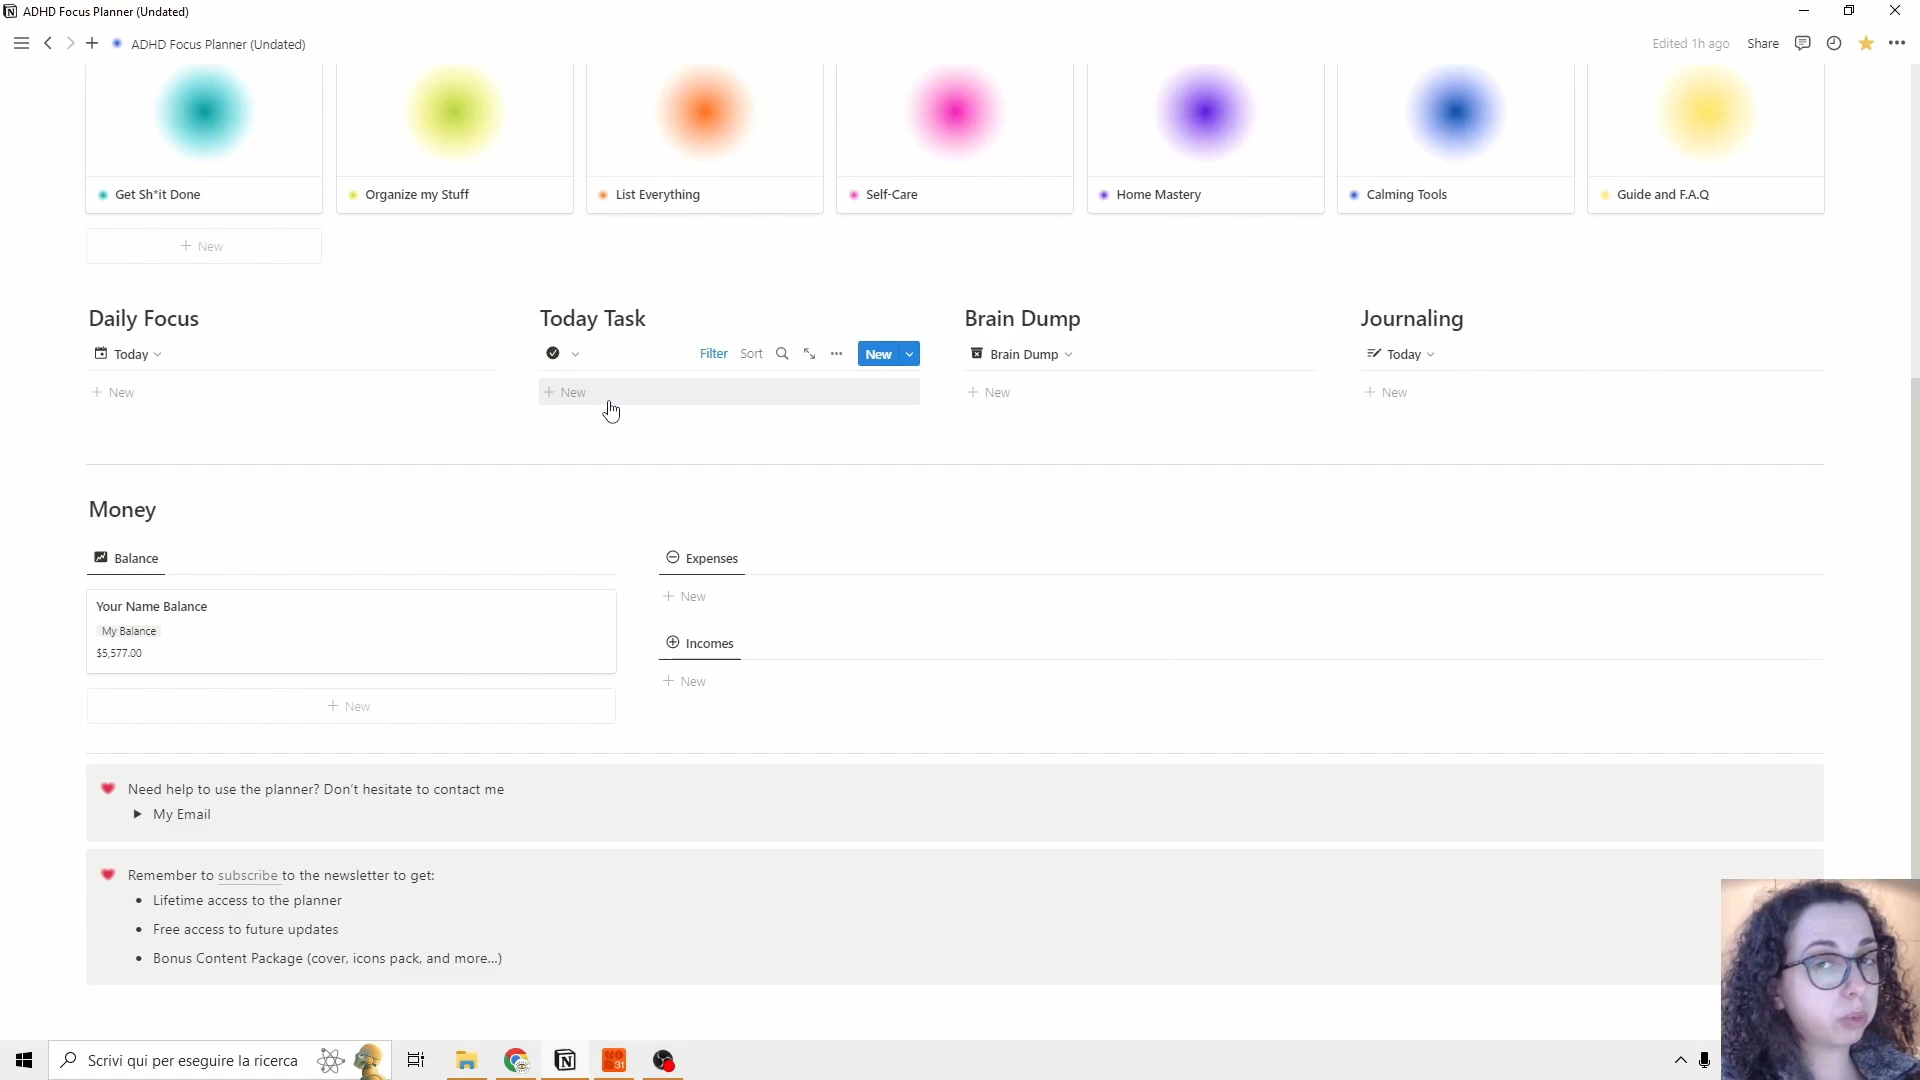 ADHD Focus Planner (Undated)
ADHD Focus Planner (Undated)
Edited 1h ago
Share
Get Sh*it Done
Organize my Stuff
List Everything
Self-Care
Home Mastery
Calming Tools
Guide and F.A.Q
New
Daily Focus
Today
New
Today Task
Filter
Sort
New
New
Brain Dump
Brain Dump
New
Journaling
Today
New
Money
Balance
Your Name Balance
My Balance
$5,577.00
New
Expenses
New
Incomes
New
Need help to use the planner? Don't hesitate to contact me
My Email
Remember to subscribe to the newsletter to get:
• Lifetime access to the planner
• Free access to future updates
• Bonus Content Package (cover, icons pack, and more...)
Scrivi qui per eseguire la ricerca